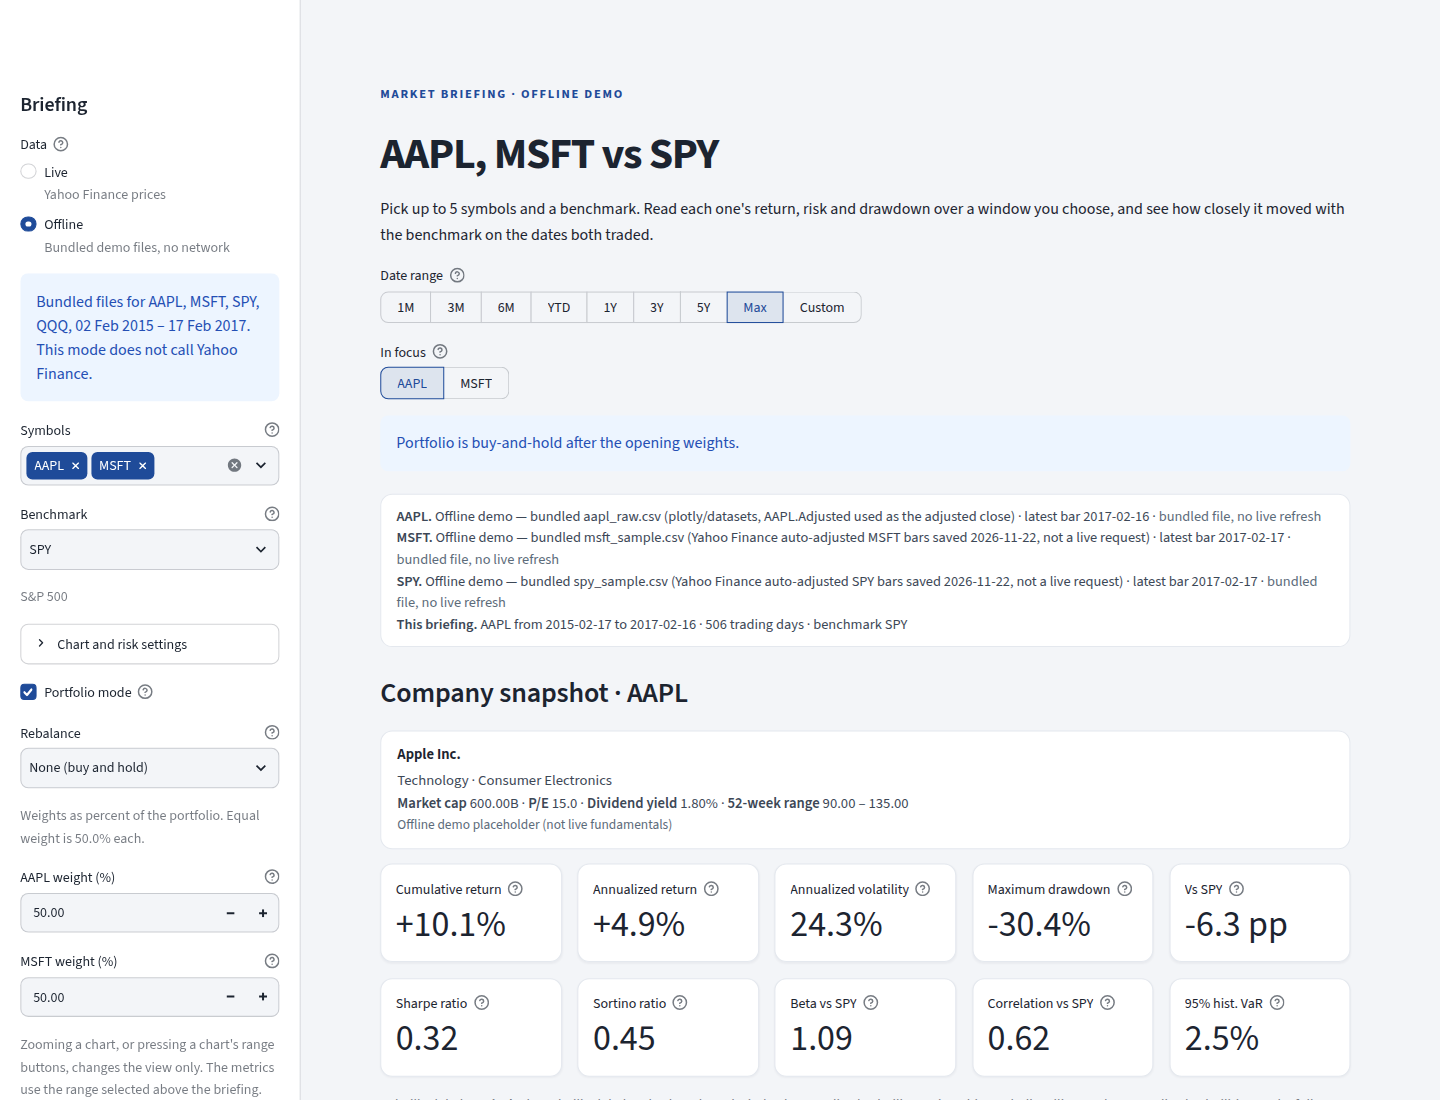 Briefing
Data
Live
Yahoo Finance prices
Offline
Bundled demo files, no network
Bundled files for AAPL, MSFT, SPY,
QQQ, 02 Feb 2015 – 17 Feb 2017.
This mode does not call Yahoo
Finance.
Symbols
AAPL
MSFT
Benchmark
SPY
S&P 500
Chart and risk settings
Portfolio mode
Rebalance
None (buy and hold)
Weights as percent of the portfolio. Equal
weight is 50.0% each.
AAPL weight (%)
50.00
MSFT weight (%)
50.00
Zooming a chart, or pressing a chart's range
buttons, changes the view only. The metrics
use the range selected above the briefing.
MARKET BRIEFING · OFFLINE DEMO
AAPL, MSFT vs SPY
Pick up to 5 symbols and a benchmark. Read each one's return, risk and drawdown over a window you choose, and see how closely it moved with
the benchmark on the dates both traded.
Date range
1M 3M 6M YTD 1Y 3Y 5Y Max Custom
In focus
AAPL MSFT
Portfolio is buy-and-hold after the opening weights.
AAPL. Offline demo — bundled aapl_raw.csv (plotly/datasets, AAPL.Adjusted used as the adjusted close) · latest bar 2017-02-16 · bundled file, no live refresh
MSFT. Offline demo — bundled msft_sample.csv (Yahoo Finance auto-adjusted MSFT bars saved 2026-11-22, not a live request) · latest bar 2017-02-17 ·
bundled file, no live refresh
SPY. Offline demo — bundled spy_sample.csv (Yahoo Finance auto-adjusted SPY bars saved 2026-11-22, not a live request) · latest bar 2017-02-17 · bundled
file, no live refresh
This briefing. AAPL from 2015-02-17 to 2017-02-16 · 506 trading days · benchmark SPY
Company snapshot · AAPL
Apple Inc.
Technology · Consumer Electronics
Market cap 600.00B · P/E 15.0 · Dividend yield 1.80% · 52-week range 90.00 – 135.00
Offline demo placeholder (not live fundamentals)
Cumulative return
+10.1%
Annualized return
+4.9%
Annualized volatility
24.3%
Maximum drawdown
-30.4%
Vs SPY
-6.3 pp
Sharpe ratio
0.32
Sortino ratio
0.45
Beta vs SPY
1.09
Correlation vs SPY
0.62
95% hist. VaR
2.5%